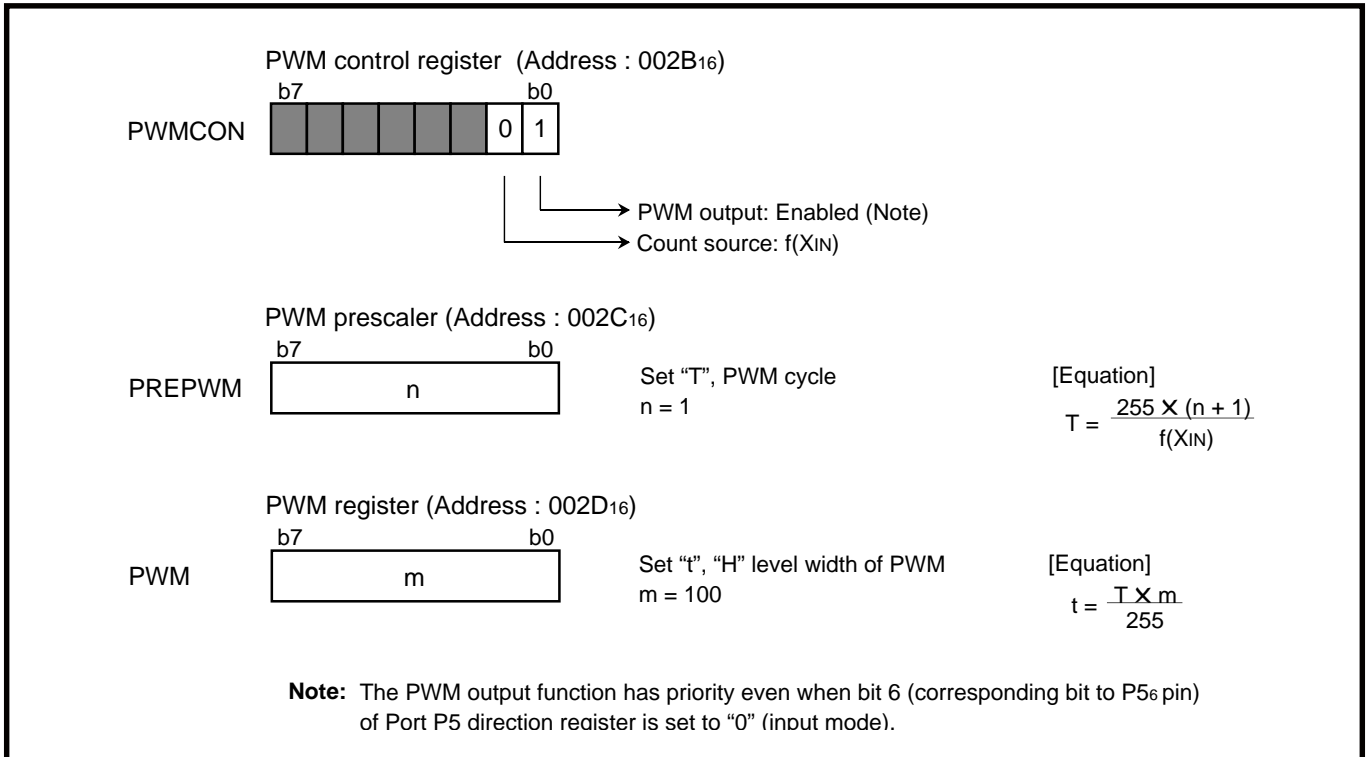 PWM control register (Address : 002B16)
b7 b0
PWMCON 0 1
PWM output: Enabled (Note)
Count source: f(XIN)
PWM prescaler (Address : 002C16)
b7 b0
PREPWM n
Set “T”, PWM cycle
n = 1
[Equation]
T = 255 X (n + 1)
f(XIN)
PWM register (Address : 002D16)
b7 b0
PWM m
Set “t”, “H” level width of PWM
m = 100
[Equation]
t = T X m
255
Note: The PWM output function has priority even when bit 6 (corresponding bit to P56 pin)
of Port P5 direction register is set to “0” (input mode).